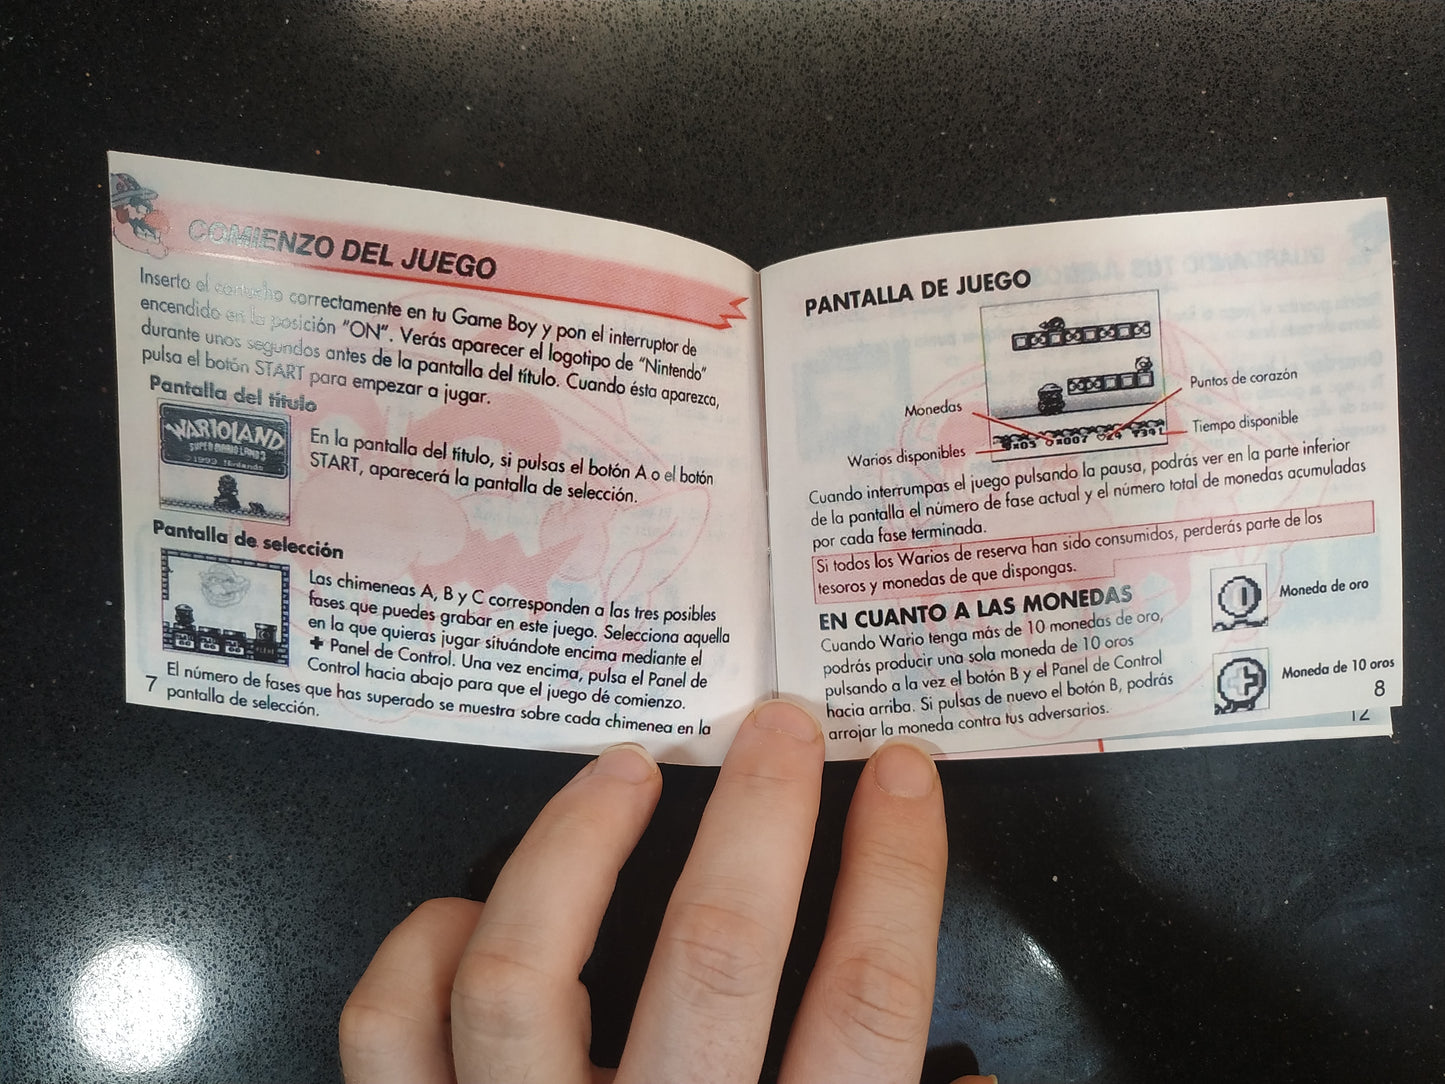 COMIENZO DEL JUEGO
Inserta el cartucho correctamente en tu Game Boy y pon el interruptor de
encendido en la posición "ON". Verás aparecer el logotipo de "Nintendo"
durante unos segundos antes de la pantalla del título. Cuando ésta aparezca,
pulsa el botón START para empezar a jugar.
Pantalla del título
WARIOLAND
SUPER MARIO LAND 3
©1993 Nintendo
En la pantalla del título, si pulsas el botón A o el botón
START, aparecerá la pantalla de selección.
Pantalla de selección
Las chimeneas A, B y C corresponden a las tres posibles
fases que puedes grabar en este juego. Selecciona aquella
en la que quieras jugar situándote encima mediante el
✚ Panel de Control. Una vez encima, pulsa el Panel de
Control hacia abajo para que el juego dé comienzo.
El número de fases que has superado se muestra sobre cada chimenea en la
pantalla de selección.
7
PANTALLA DE JUEGO
Monedas
Warios disponibles
Puntos de corazón
Tiempo disponible
×05 ×007 ♡24 341
Cuando interrumpas el juego pulsando la pausa, podrás ver en la parte inferior
de la pantalla el número de fase actual y el número total de monedas acumuladas
por cada fase terminada.
Si todos los Warios de reserva han sido consumidos, perderás parte de los
tesoros y monedas de que dispongas.
EN CUANTO A LAS MONEDAS
Cuando Wario tenga más de 10 monedas de oro,
podrás producir una sola moneda de 10 oros
pulsando a la vez el botón B y el Panel de Control
hacia arriba. Si pulsas de nuevo el botón B, podrás
arrojar la moneda contra tus adversarios.
Moneda de oro
Moneda de 10 oros
8
12